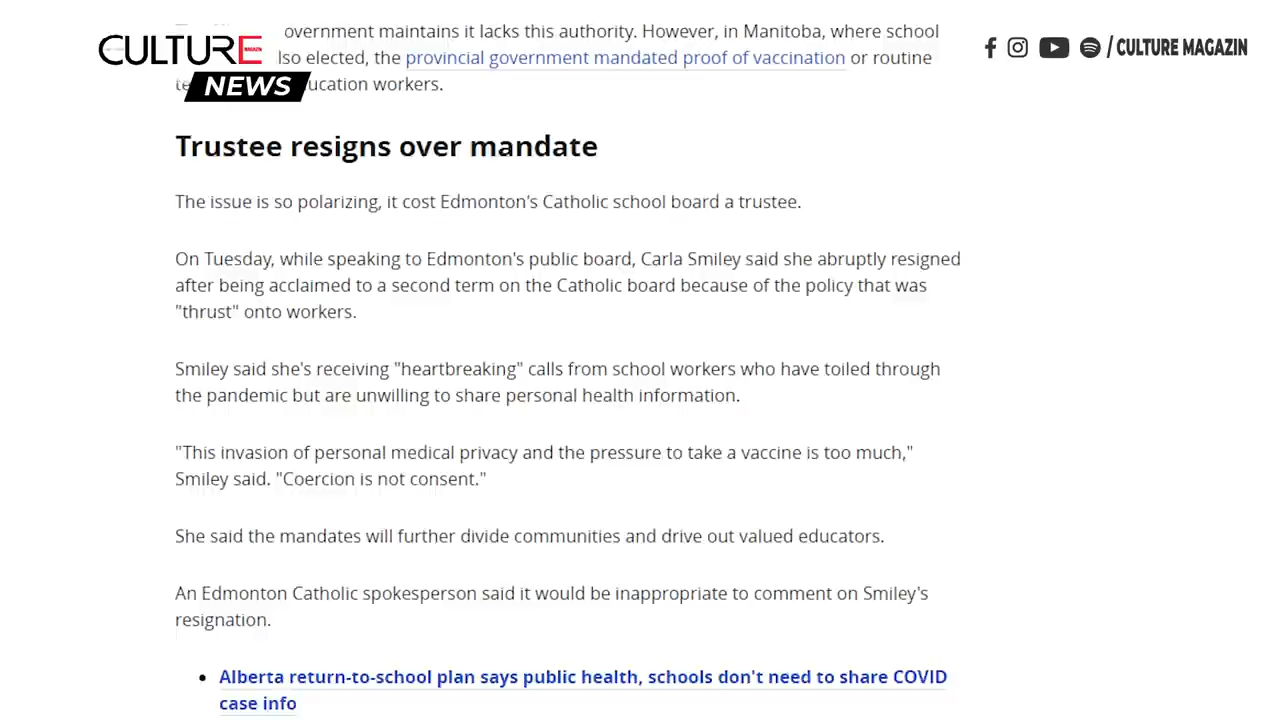 overnment maintains it lacks this authority. However, in Manitoba, where school
lso elected, the provincial government mandated proof of vaccination or routine
ucation workers.
CULTURE
NEWS
/ CULTURE MAGAZIN
Trustee resigns over mandate
The issue is so polarizing, it cost Edmonton's Catholic school board a trustee.
On Tuesday, while speaking to Edmonton's public board, Carla Smiley said she abruptly resigned
after being acclaimed to a second term on the Catholic board because of the policy that was
"thrust" onto workers.
Smiley said she's receiving "heartbreaking" calls from school workers who have toiled through
the pandemic but are unwilling to share personal health information.
"This invasion of personal medical privacy and the pressure to take a vaccine is too much,"
Smiley said. "Coercion is not consent."
She said the mandates will further divide communities and drive out valued educators.
An Edmonton Catholic spokesperson said it would be inappropriate to comment on Smiley's
resignation.
• Alberta return-to-school plan says public health, schools don't need to share COVID
case info